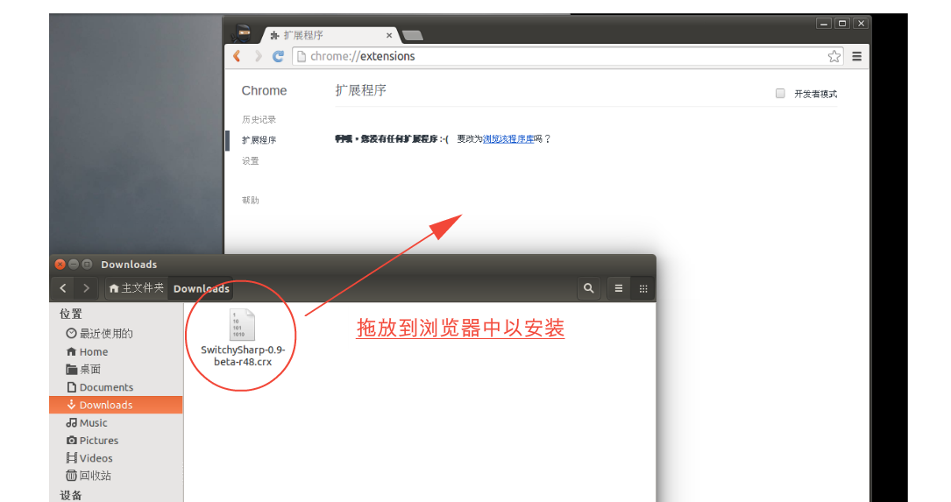 扩展程序
chrome://extensions
Chrome
扩展程序
开发者模式
历史记录
扩展程序
设置
帮助
您没有任何扩展程序 :-( 要改为浏览该程序库吗？
Downloads
主文件夹 Downloads
位置
最近使用的
Home
桌面
Documents
Downloads
Music
Pictures
Videos
回收站
设备
1
10
101
1010
SwitchySharp-0.9-
beta-r48.crx
拖放到浏览器中以安装